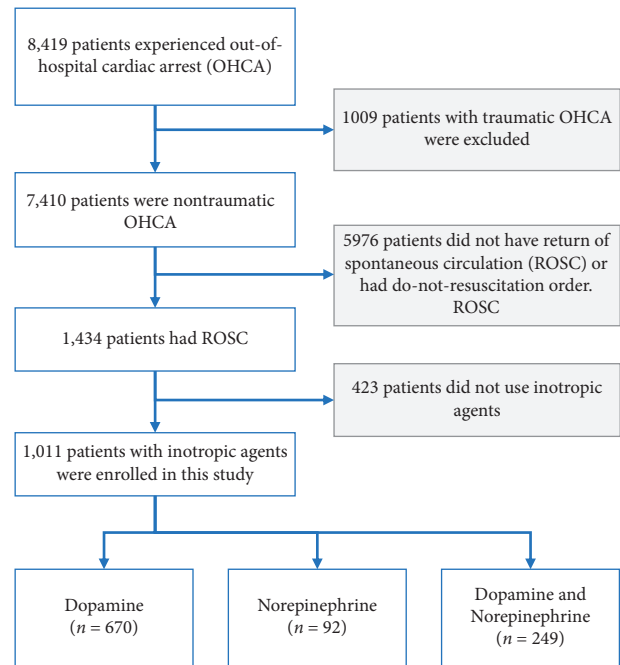 8,419 patients experienced out-of-
hospital cardiac arrest (OHCA)
1009 patients with traumatic OHCA
were excluded
7,410 patients were nontraumatic
OHCA
5976 patients did not have return of
spontaneous circulation (ROSC) or
had do-not-resuscitation order.
ROSC
1,434 patients had ROSC
423 patients did not use inotropic
agents
1,011 patients with inotropic agents
were enrolled in this study
Dopamine
(n = 670)
Norepinephrine
(n = 92)
Dopamine and
Norepinephrine
(n = 249)